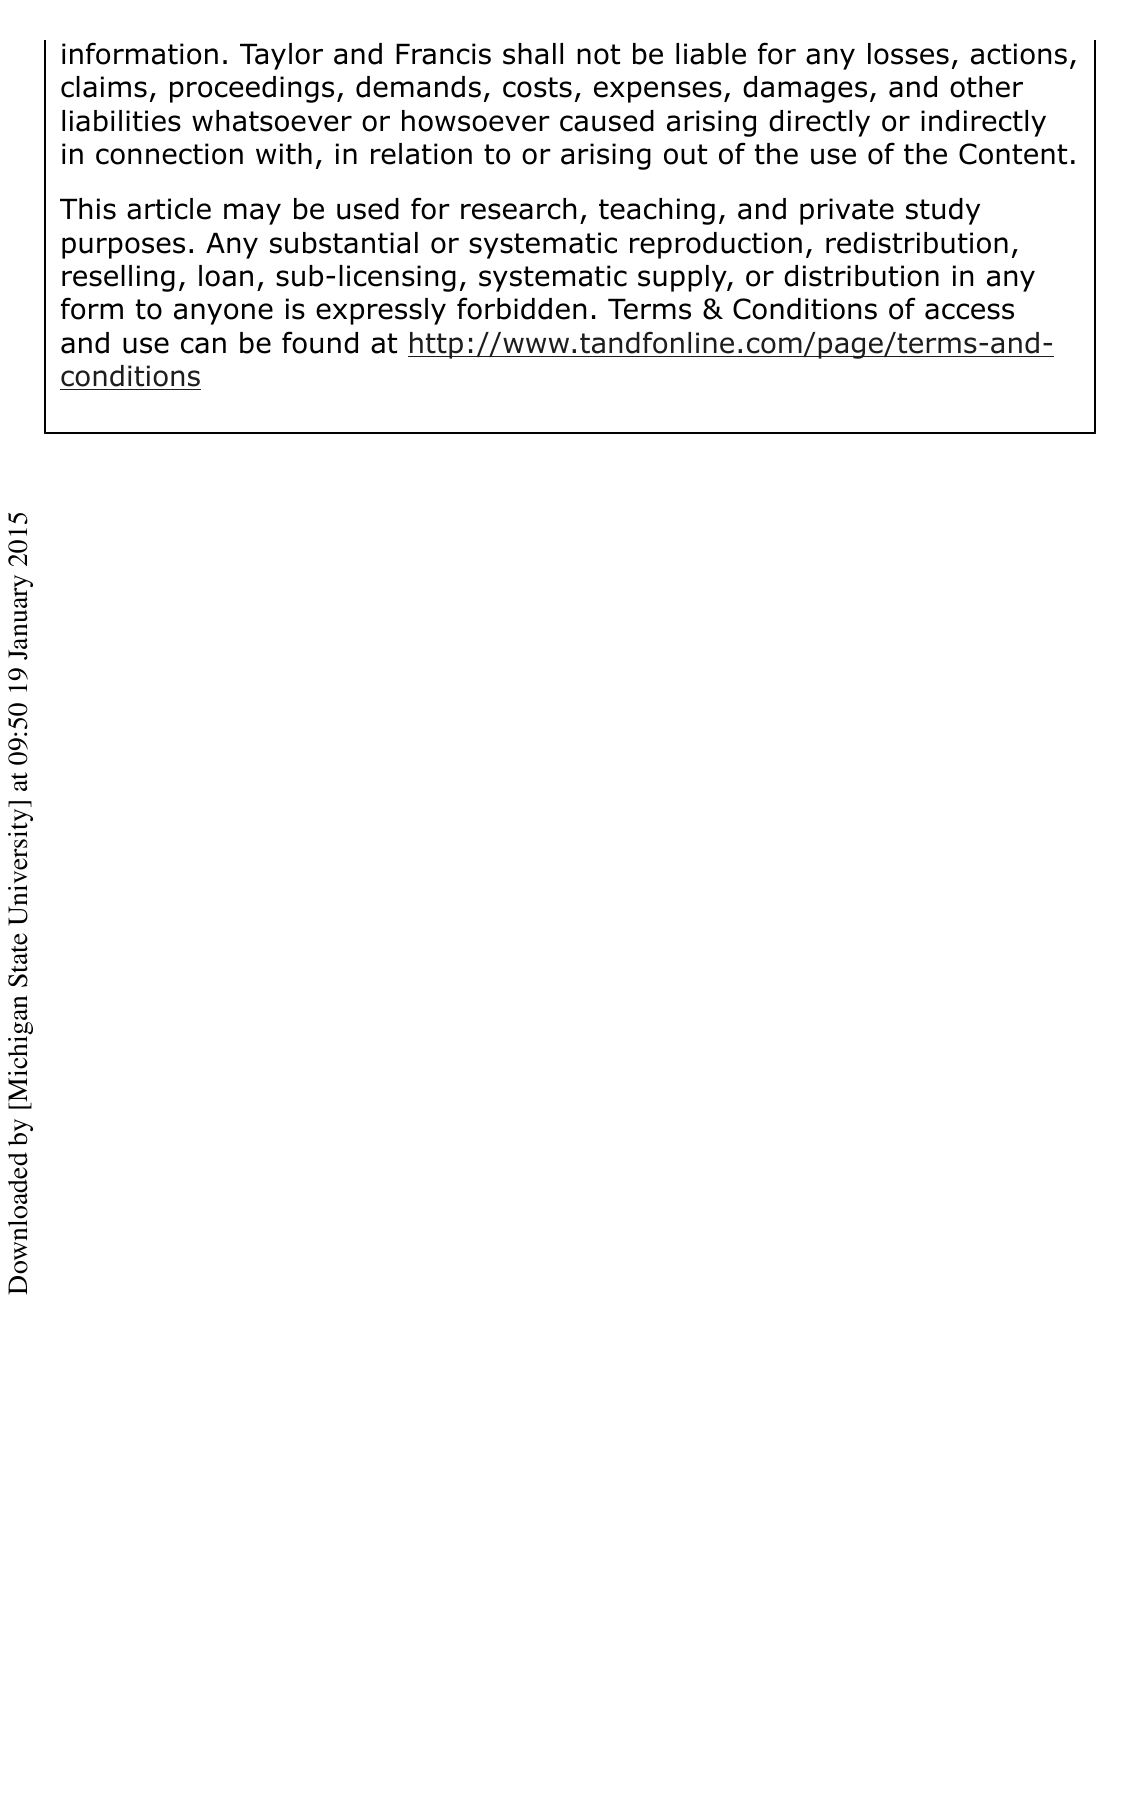 information. Taylor and Francis shall not be liable for any losses, actions,
claims, proceedings, demands, costs, expenses, damages, and other
liabilities whatsoever or howsoever caused arising directly or indirectly
in connection with, in relation to or arising out of the use of the Content.
This article may be used for research, teaching, and private study
purposes. Any substantial or systematic reproduction, redistribution,
reselling, loan, sub-licensing, systematic supply, or distribution in any
form to anyone is expressly forbidden. Terms & Conditions of access
and use can be found at http://www.tandfonline.com/page/terms-and-
conditions
Downloaded by [Michigan State University] at 09:50 19 January 2015